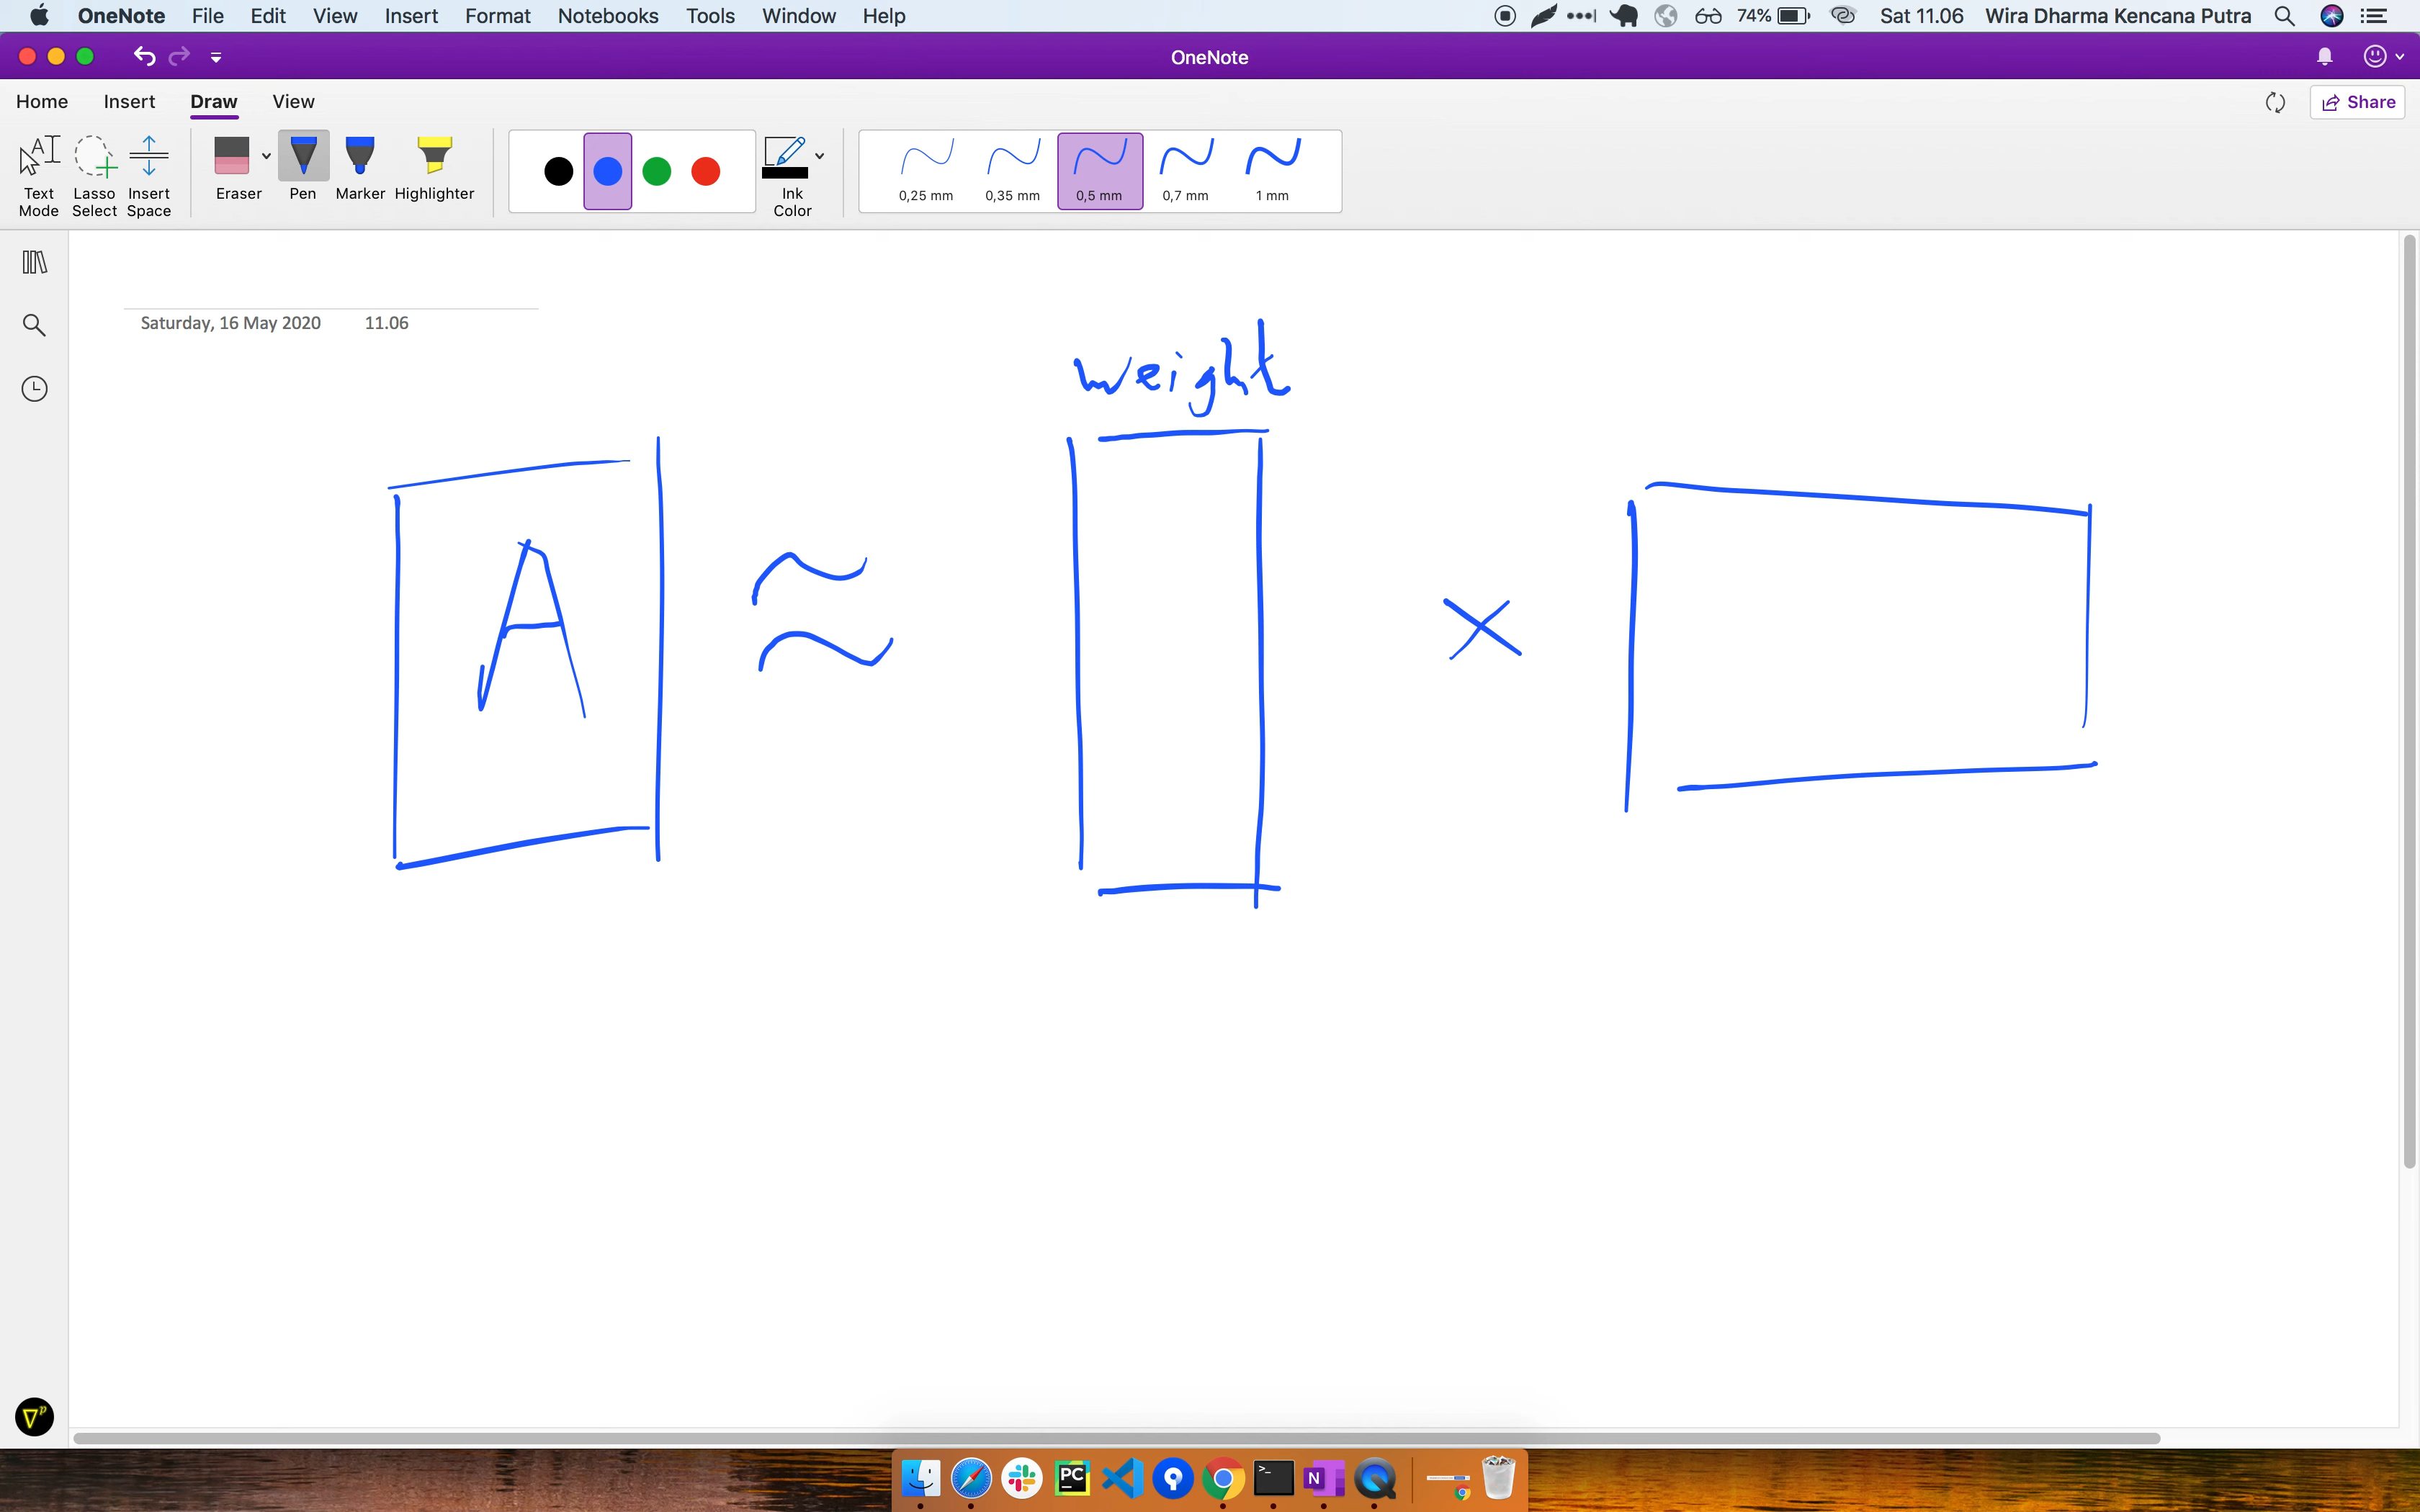 OneNote File Edit View Insert Format Notebooks Tools Window Help 74% Sat 11.06 Wira Dharma Kencana Putra
OneNote
Home Insert Draw View Share
Text Mode
Lasso Select
Insert Space
Eraser
Pen
Marker
Highlighter
Ink Color
0,25 mm
0,35 mm
0,5 mm
0,7 mm
1 mm
Saturday, 16 May 2020 11.06
weight
A ≈ ×
∇p
PC
>_
N